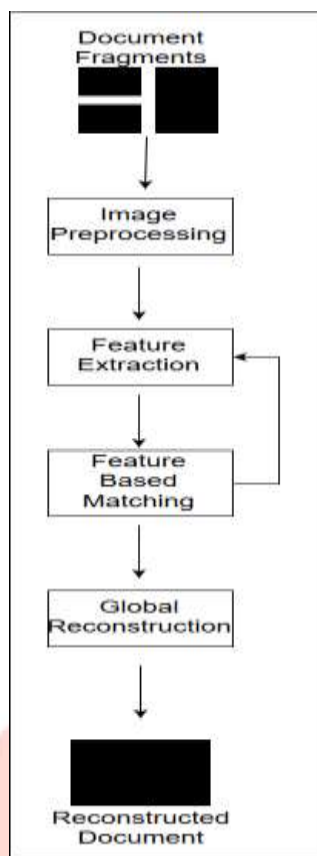 Document
Fragments
Image
Preprocessing
Feature
Extraction
Feature
Based
Matching
Global
Reconstruction
Reconstructed
Document